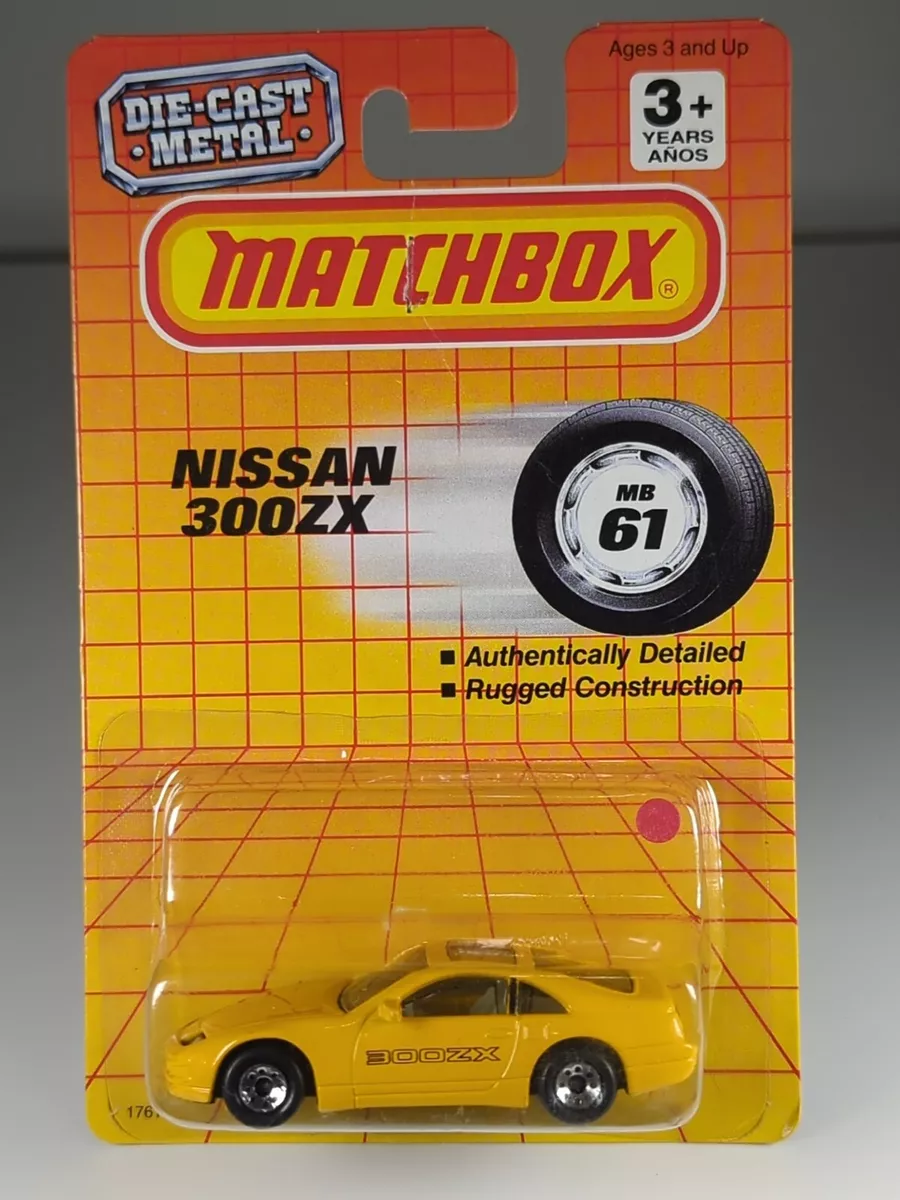 Ages 3 and Up
DIE-CAST
METAL
3+
YEARS
AÑOS
MATCHBOX®
NISSAN
300ZX
MB
61
Authentically Detailed
Rugged Construction
300ZX